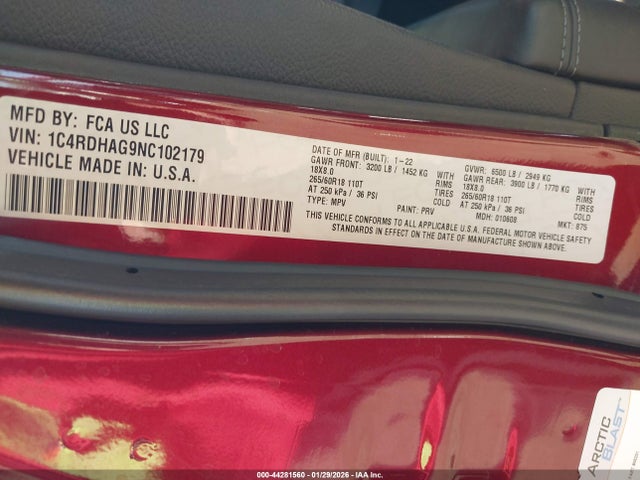 MFD BY: FCA US LLC
VIN: 1C4RDHAG9NC102179
VEHICLE MADE IN: U.S.A.
DATE OF MFR (BUILT): 1-22 GVWR: 6500 LB / 2949 KG
GAWR FRONT: 3200 LB / 1452 KG WITH GAWR REAR: 3900 LB / 1770 KG WITH
18X8.0 RIMS 18X8.0 RIMS
265/60R18 110T TIRES 265/60R18 110T TIRES
AT 250 kPa / 36 PSI COLD AT 250 kPa / 36 PSI COLD
TYPE: MPV PAINT: PRV MDH: 010608 MKT: 875
THIS VEHICLE CONFORMS TO ALL APPLICABLE U.S.A. FEDERAL MOTOR VEHICLE SAFETY
STANDARDS IN EFFECT ON THE DATE OF MANUFACTURE SHOWN ABOVE.
ARCTIC
BLAST
00-44281560 - 01/29/2026 - IAA Inc.